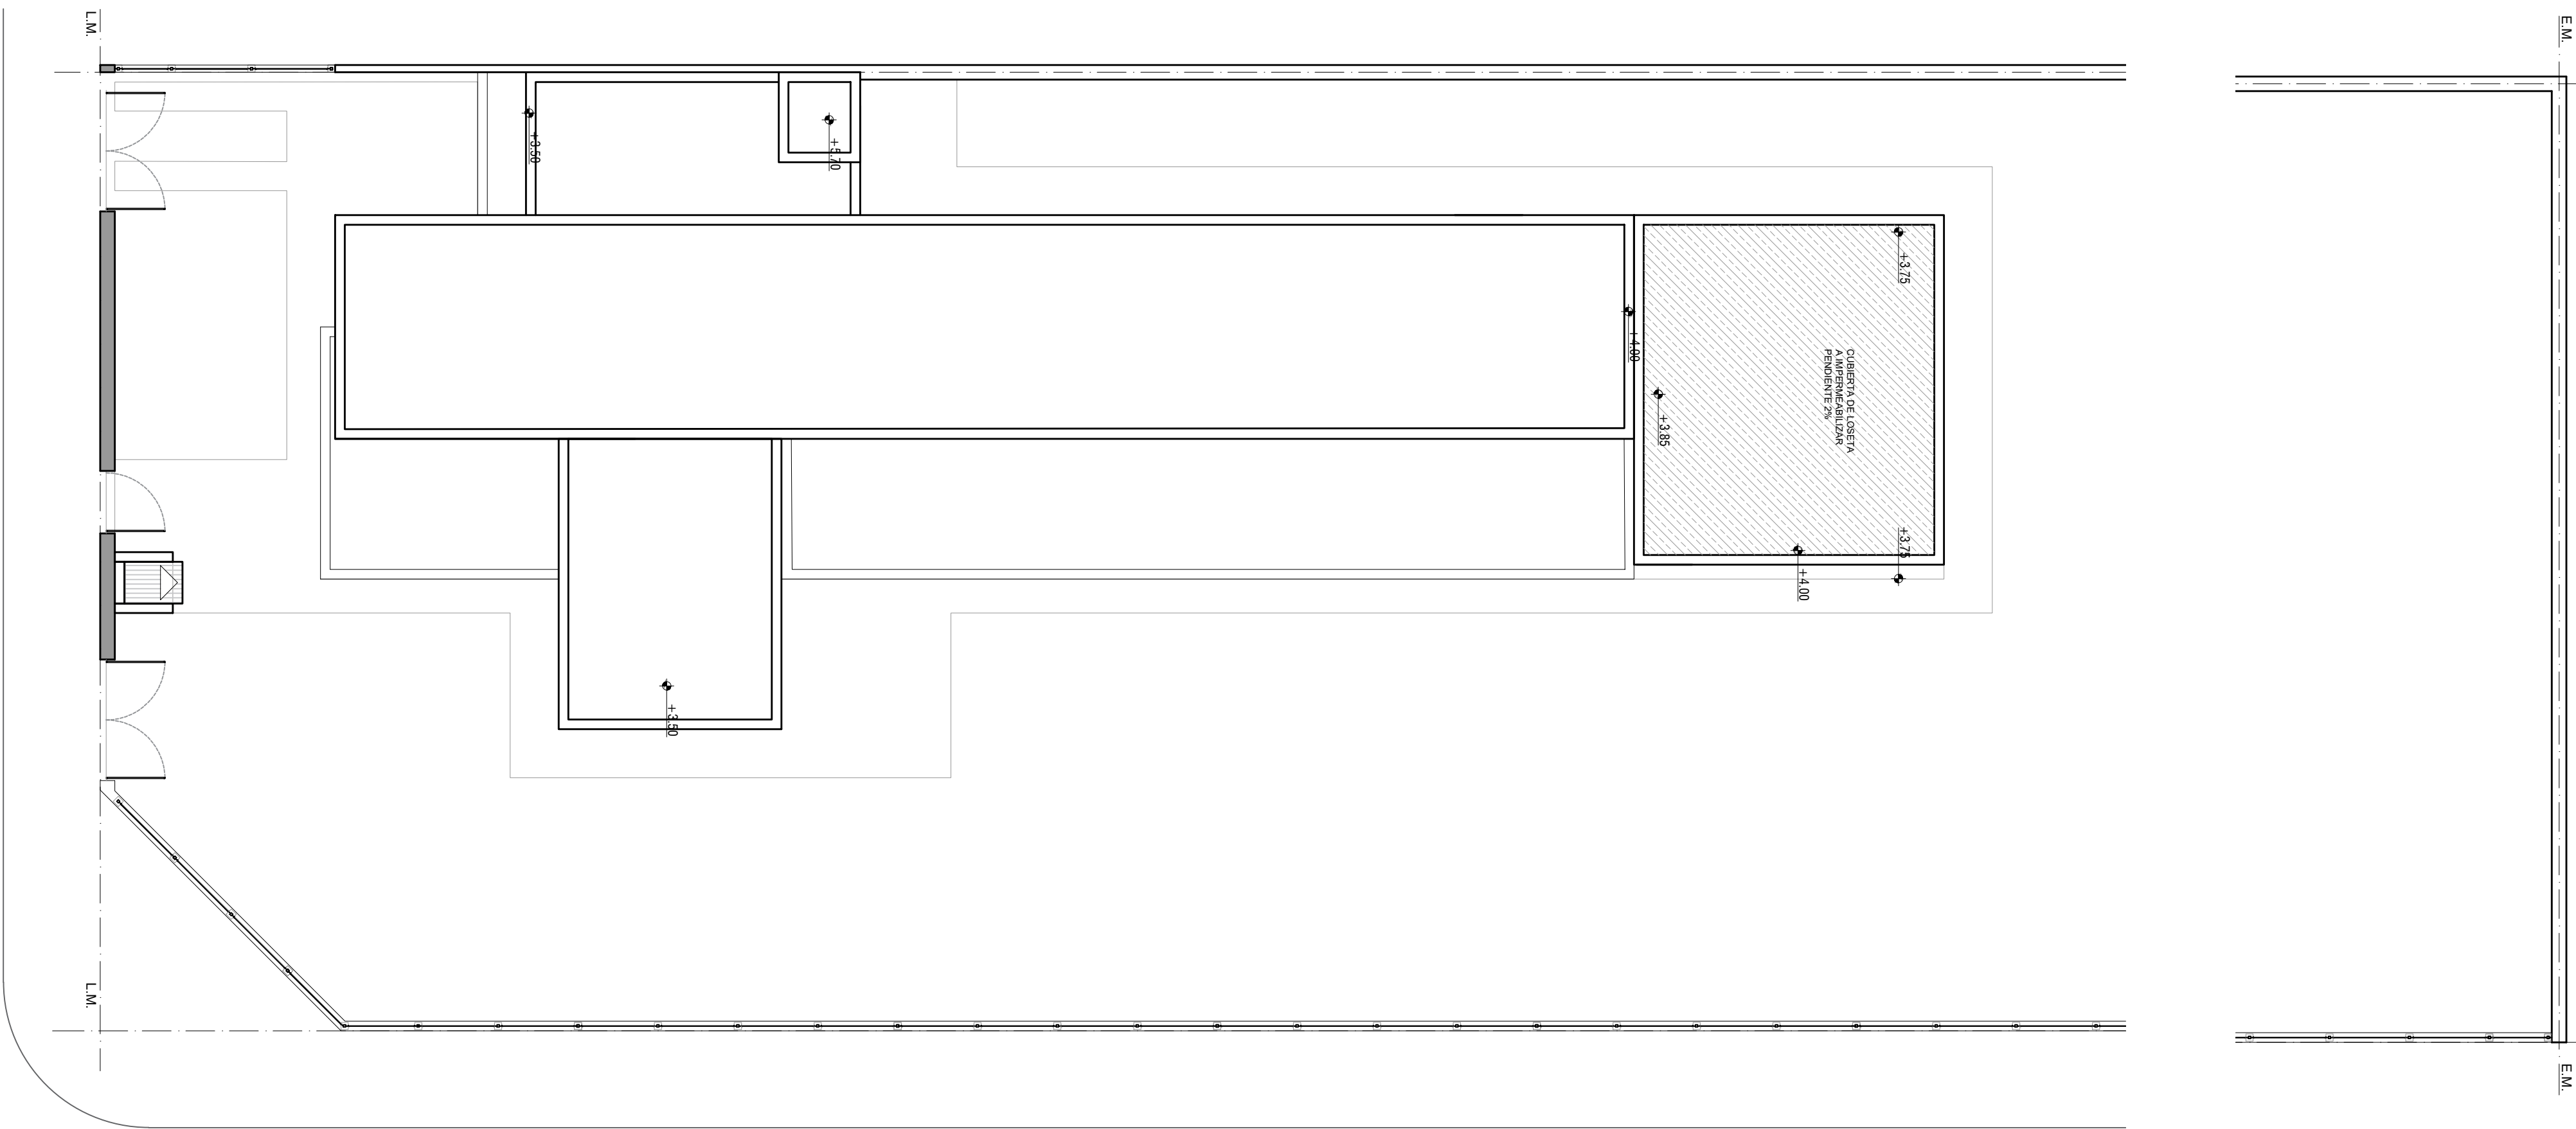 L.M.
E.M.
+3.50
+5.70
+3.75
+4.00
CUBIERTA DE LOSETA
A IMPERMEABILIZAR
PENDIENTE 2%
+3.85
+3.75
+4.00
+3.50
L.M.
E.M.